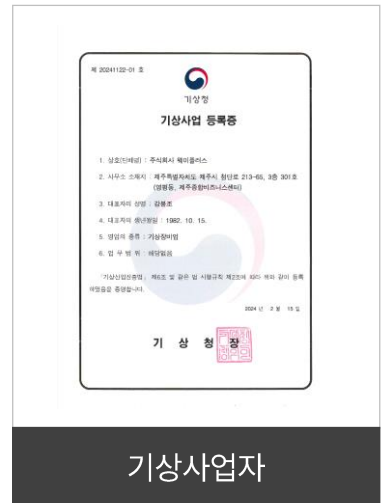 제 20241122-01 호
기상청
기상사업 등록증
1. 상호(단체명) : 주식회사 웨이플러스
2. 사무소 소재지 : 제주특별자치도 제주시 첨단로 213-65, 3층 301호
(영평동, 제주종합비즈니스센터)
3. 대표자의 성명 : 강봉조
4. 대표자의 생년월일 : 1982. 10. 15.
5. 영업의 종류 : 기상장비업
6. 업 무 범 위 : 해당없음
「기상산업진흥법」 제6조 및 같은 법 시행규칙 제2조에 따라 위와 같이 등록
하였음을 증명합니다.
2024 년 2 월 15 일
기 상 청 장
기상사업자